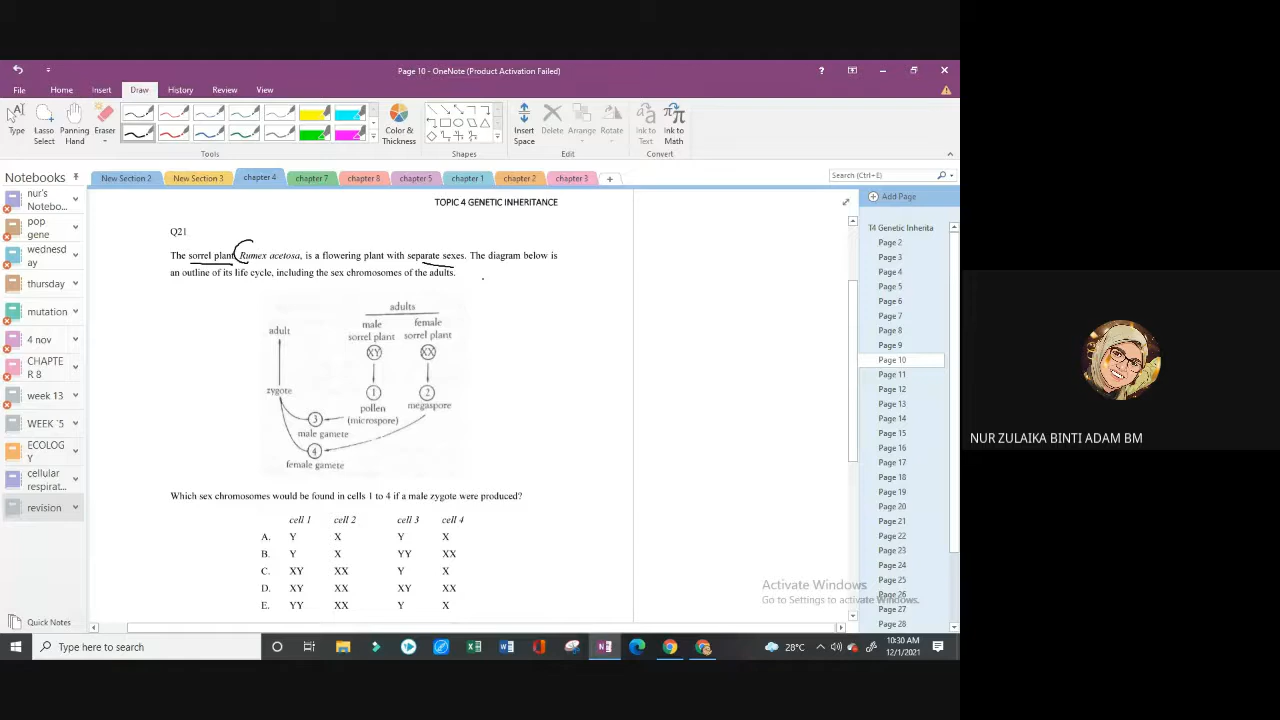 Page 10 - OneNote (Product Activation Failed)
File Home Insert Draw History Review View
Type
Lasso Select
Panning Hand
Eraser
Color & Thickness
Insert Space
Delete
Arrange
Rotate
Ink to Text
Ink to Math
Tools
Shapes
Edit
Convert
Notebooks
New Section 2
New Section 3
chapter 4
chapter 7
chapter 8
chapter 5
chapter 1
chapter 2
chapter 3
Search (Ctrl+E)
nur's Notebo...
pop gene
wednesday
thursday
mutation
4 nov
CHAPTER 8
week 13
WEEK `5
ECOLOGY
cellular respirat...
revision
Quick Notes
TOPIC 4 GENETIC INHERITANCE
Q21
The sorrel plant Rumex acetosa, is a flowering plant with separate sexes. The diagram below is
an outline of its life cycle, including the sex chromosomes of the adults.
adults
male sorrel plant
female sorrel plant
adult
XY
XX
zygote
1
2
pollen (microspore)
megaspore
3
male gamete
4
female gamete
Which sex chromosomes would be found in cells 1 to 4 if a male zygote were produced?
cell 1 cell 2 cell 3 cell 4
A. Y X Y X
B. Y X YY XX
C. XY XX Y X
D. XY XX XY XX
E. YY XX Y X
Add Page
T4 Genetic Inherita
Page 2
Page 3
Page 4
Page 5
Page 6
Page 7
Page 8
Page 9
Page 10
Page 11
Page 12
Page 13
Page 14
Page 15
Page 16
Page 17
Page 18
Page 19
Page 20
Page 21
Page 22
Page 23
Page 24
Page 25
Page 26
Page 27
Page 28
Activate Windows
Go to Settings to activate Windows.
Type here to search
28°C
10:30 AM
12/1/2021
NUR ZULAIKA BINTI ADAM BM